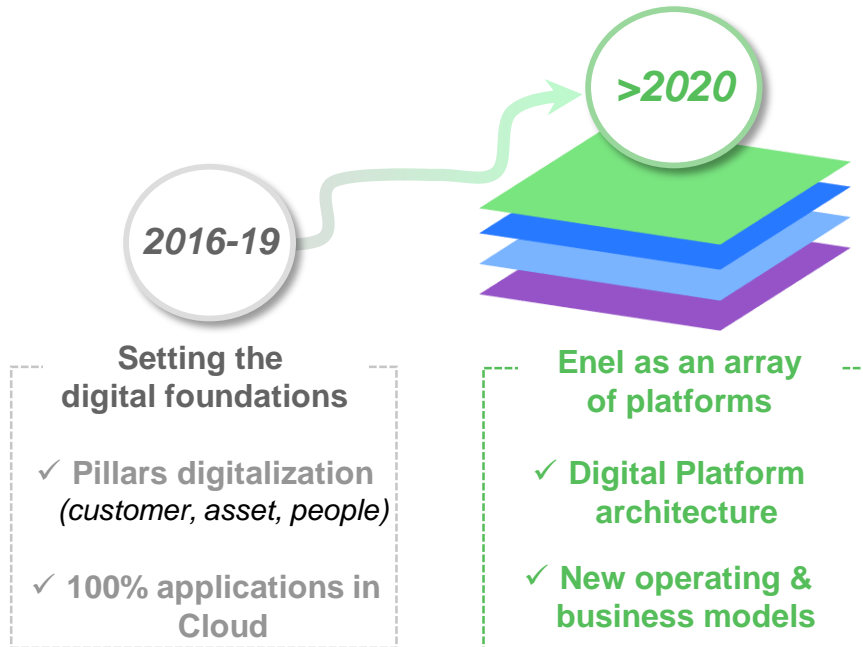 >2020
2016-19
Setting the
digital foundations
✓ Pillars digitalization
(customer, asset, people)
✓ 100% applications in
Cloud
Enel as an array
of platforms
✓ Digital Platform
architecture
✓ New operating &
business models